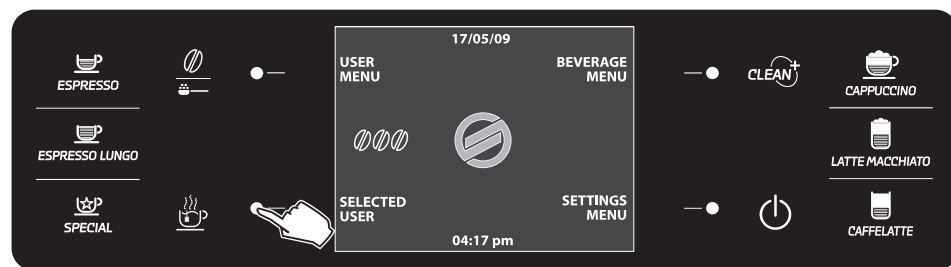 17/05/09
USER
MENU
BEVERAGE
MENU
ESPRESSO
CLEAN+
CAPPUCCINO
ESPRESSO LUNGO
LATTE MACCHIATO
SELECTED
USER
SETTINGS
MENU
SPECIAL
CAFFELATTE
04:17 pm